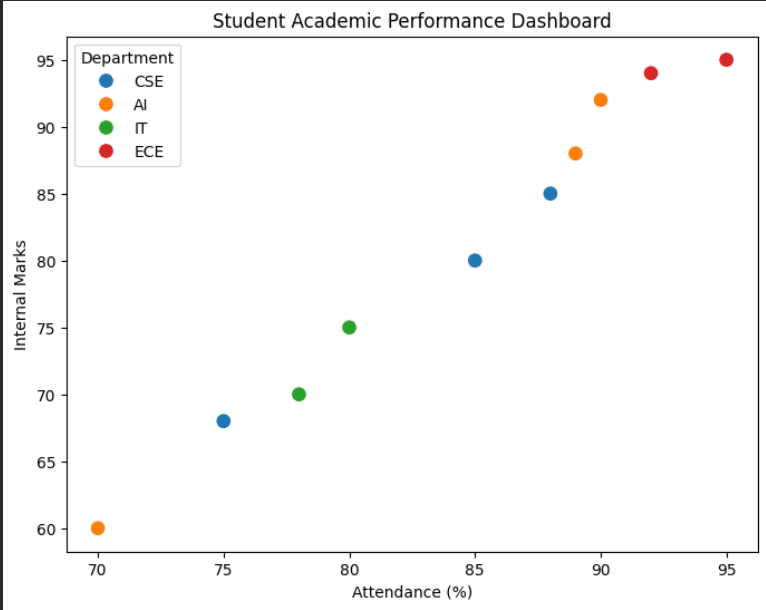 Student Academic Performance Dashboard
Department
CSE
AI
IT
ECE
95
90
85
80
75
70
65
60
Internal Marks
70 75 80 85 90 95
Attendance (%)